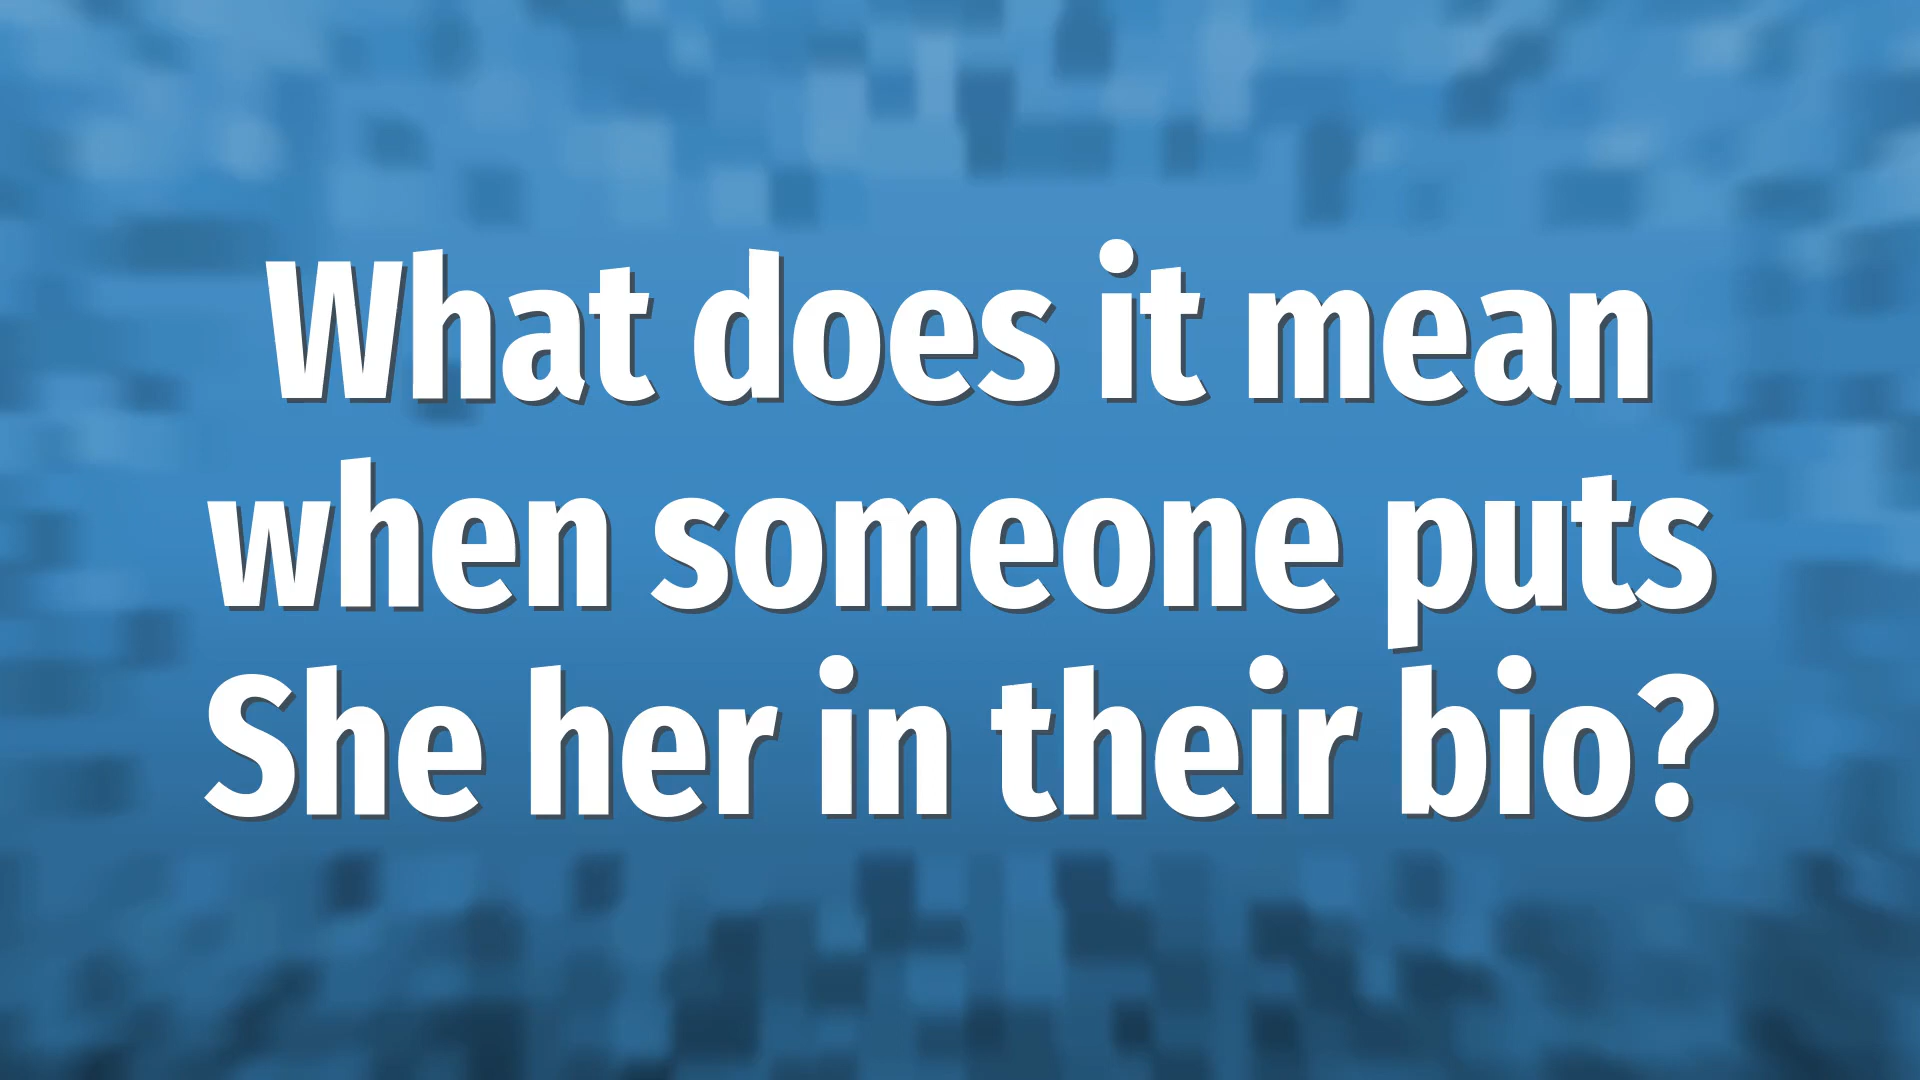 What does it mean
when someone puts
She her in their bio?